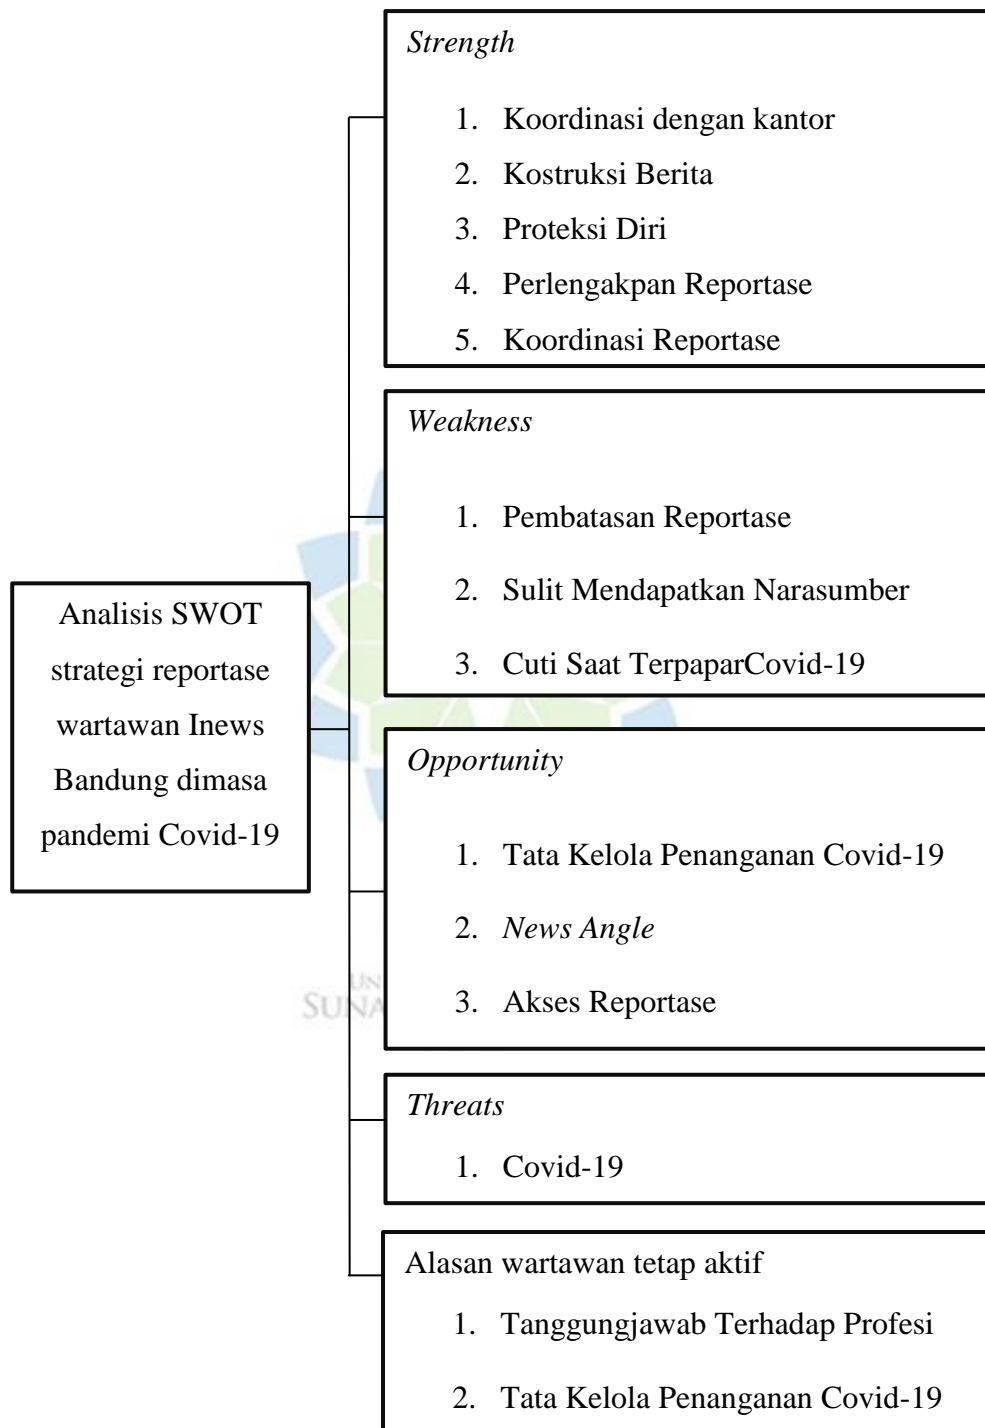 Strength
1. Koordinasi dengan kantor
2. Kostruksi Berita
3. Proteksi Diri
4. Perlengakpan Reportase
5. Koordinasi Reportase
Weakness
1. Pembatasan Reportase
2. Sulit Mendapatkan Narasumber
3. Cuti Saat TerpaparCovid-19
Analisis SWOT
strategi reportase
wartawan Inews
Bandung dimasa
pandemi Covid-19
Opportunity
1. Tata Kelola Penanganan Covid-19
2. News Angle
3. Akses Reportase
Threats
1. Covid-19
Alasan wartawan tetap aktif
1. Tanggungjawab Terhadap Profesi
2. Tata Kelola Penanganan Covid-19